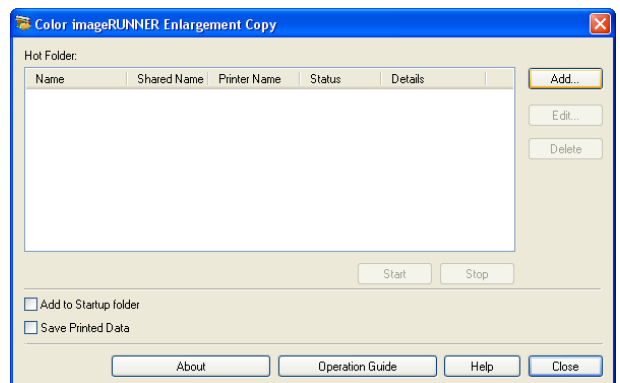 Color imageRUNNER Enlargement Copy
Hot Folder:
Name Shared Name Printer Name Status Details
Add...
Edit...
Delete
Start Stop
Add to Startup folder
Save Printed Data
About Operation Guide Help Close